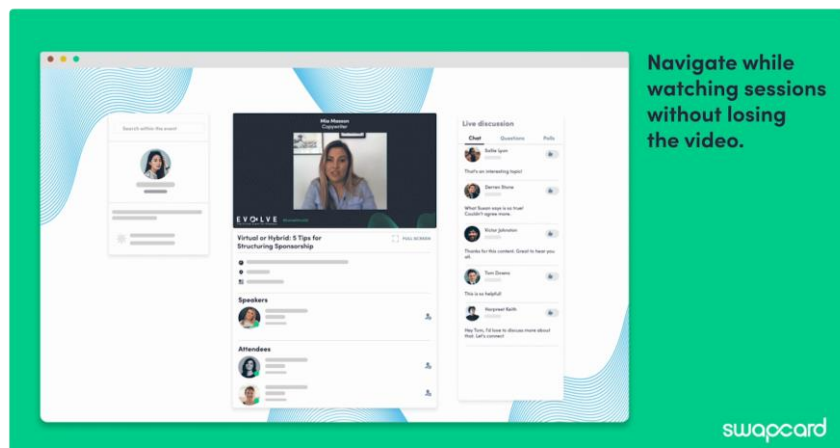 Navigate while
watching sessions
without losing
the video.
Search within the event
Mia Masson
Copywriter
EVOLVE
Virtual or Hybrid: 5 Tips for
Structuring Sponsorship
FULL SCREEN
Speakers
Attendees
Live discussion
Chat Questions Polls
Sofie Lyon
That's an interesting topic!
Darren Stone
What Susan says is so true!
Couldn't agree more.
Victor Johnston
Thanks for this content. Great to hear you
all.
Tom Downs
This is so helpful!
Harpreet Keith
Hey Tom, I'd love to discuss more about
that. Let's connect
swapcard